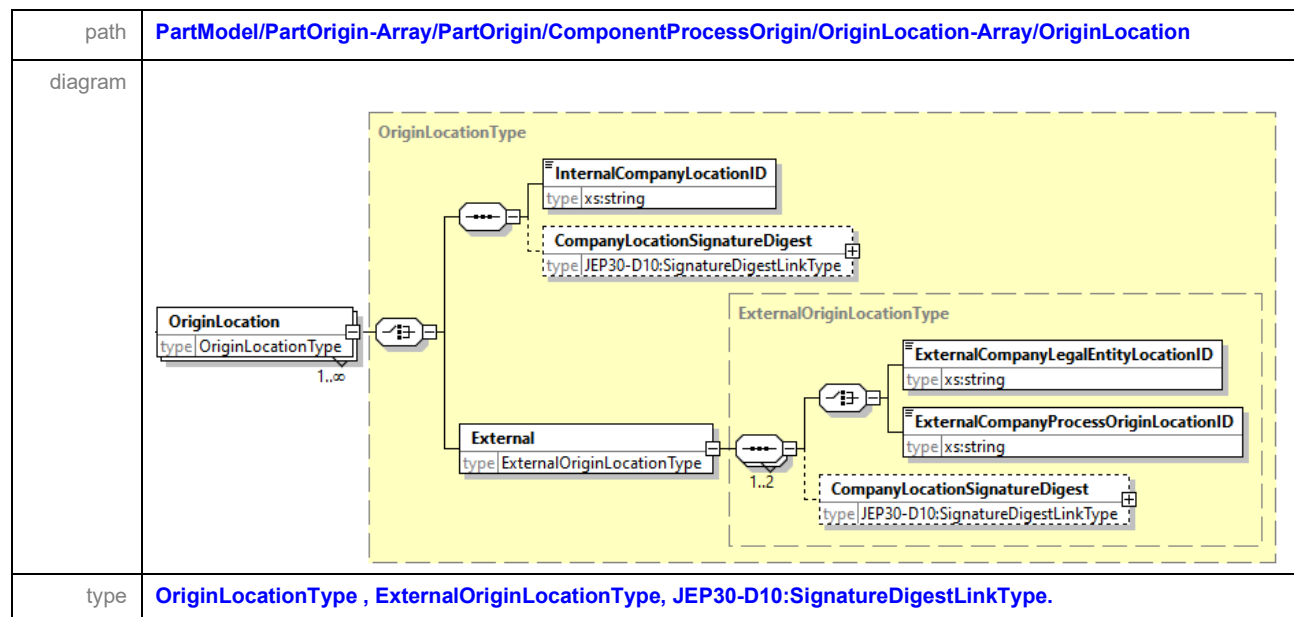 path
PartModel/PartOrigin-Array/PartOrigin/ComponentProcessOrigin/OriginLocation-Array/OriginLocation
diagram
OriginLocationType
InternalCompanyLocationID
type xs:string
CompanyLocationSignatureDigest
type JEP30-D10:SignatureDigestLinkType
OriginLocation
type OriginLocationType
1..∞
ExternalOriginLocationType
ExternalCompanyLegalEntityLocationID
type xs:string
ExternalCompanyProcessOriginLocationID
type xs:string
External
type ExternalOriginLocationType
1..2
CompanyLocationSignatureDigest
type JEP30-D10:SignatureDigestLinkType
type
OriginLocationType , ExternalOriginLocationType, JEP30-D10:SignatureDigestLinkType.